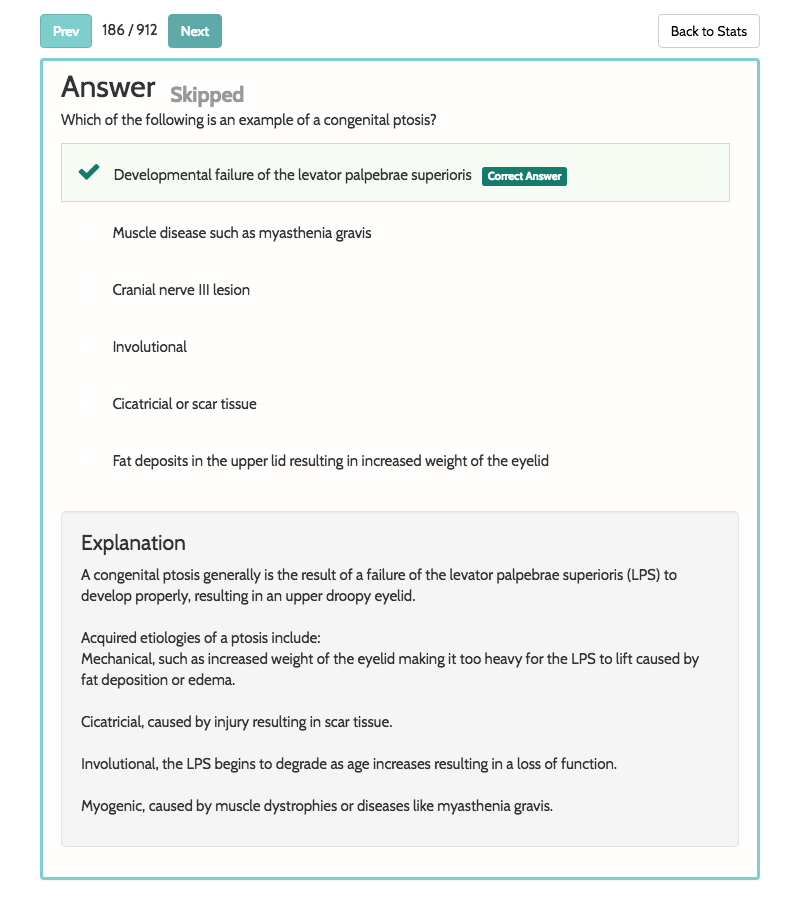 Prev 186 / 912 Next Back to Stats
Answer Skipped
Which of the following is an example of a congenital ptosis?
Developmental failure of the levator palpebrae superioris Correct Answer
Muscle disease such as myasthenia gravis
Cranial nerve III lesion
Involutional
Cicatricial or scar tissue
Fat deposits in the upper lid resulting in increased weight of the eyelid
Explanation
A congenital ptosis generally is the result of a failure of the levator palpebrae superioris (LPS) to
develop properly, resulting in an upper droopy eyelid.
Acquired etiologies of a ptosis include:
Mechanical, such as increased weight of the eyelid making it too heavy for the LPS to lift caused by
fat deposition or edema.
Cicatricial, caused by injury resulting in scar tissue.
Involutional, the LPS begins to degrade as age increases resulting in a loss of function.
Myogenic, caused by muscle dystrophies or diseases like myasthenia gravis.